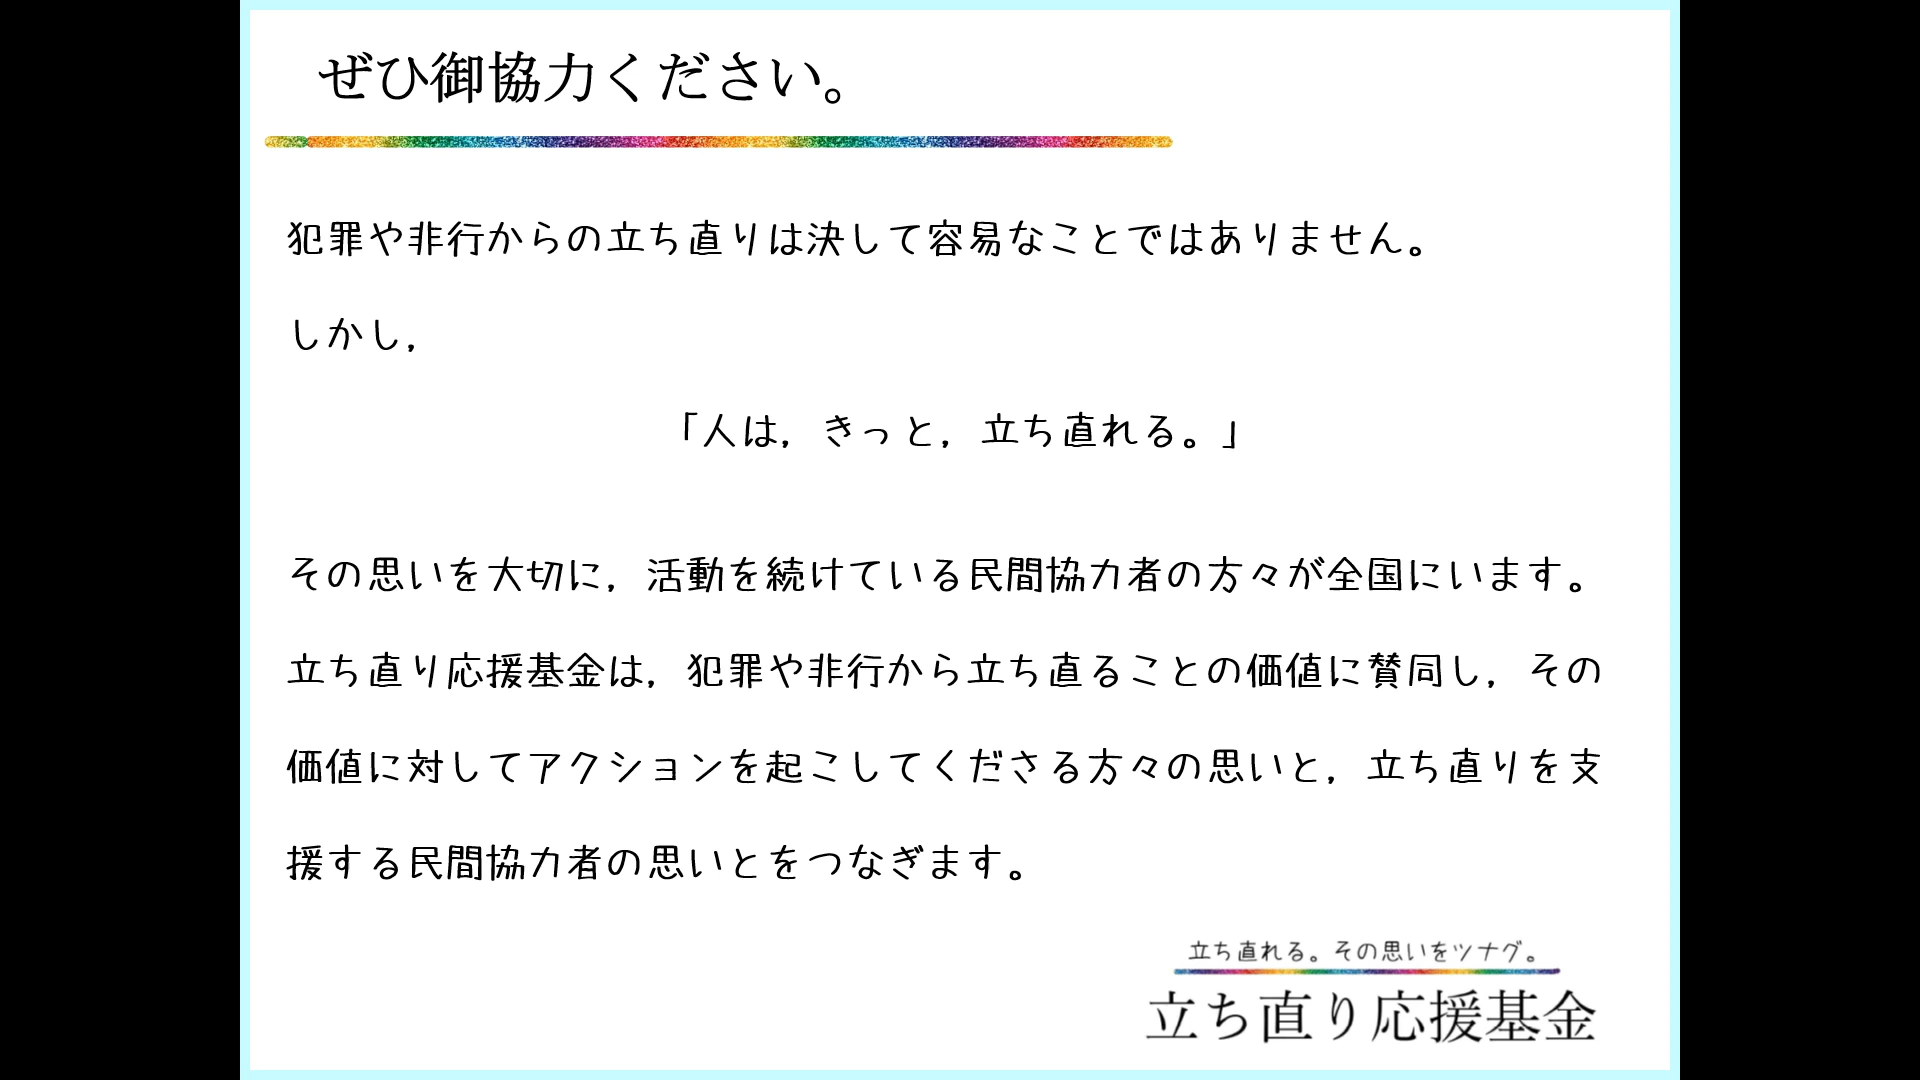 ぜひ御協力ください。
犯罪や非行からの立ち直りは決して容易なことではありません。
しかし，
「人は，きっと，立ち直れる。」
その思いを大切に，活動を続けている民間協力者の方々が全国にいます。
立ち直り応援基金は，犯罪や非行から立ち直ることの価値に賛同し，その
価値に対してアクションを起こしてくださる方々の思いと，立ち直りを支
援する民間協力者の思いとをつなぎます。
立ち直れる。その思いをツナグ。
立ち直り応援基金